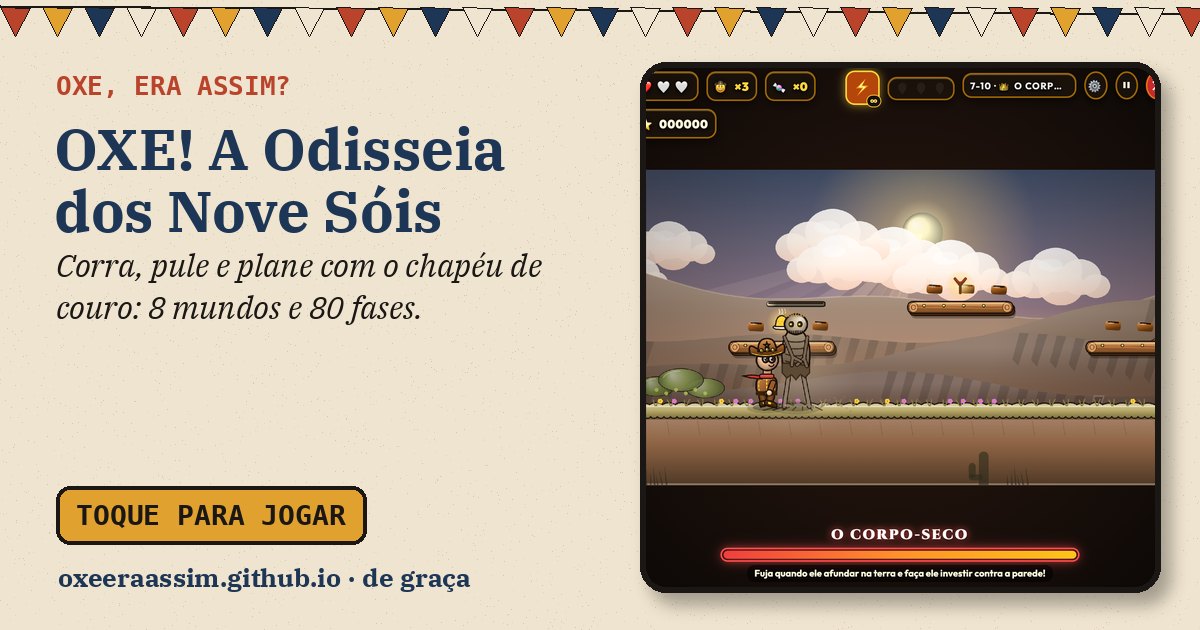 OXE, ERA ASSIM?
OXE! A Odisseia
dos Nove Sóis
Corra, pule e plane com o chapéu de
couro: 8 mundos e 80 fases.
TOQUE PARA JOGAR
oxeeraassim.github.io · de graça
×3
×0
7-10 · O CORP...
000000
O CORPO-SECO
Fuja quando ele afundar na terra e faça ele investir contra a parede!